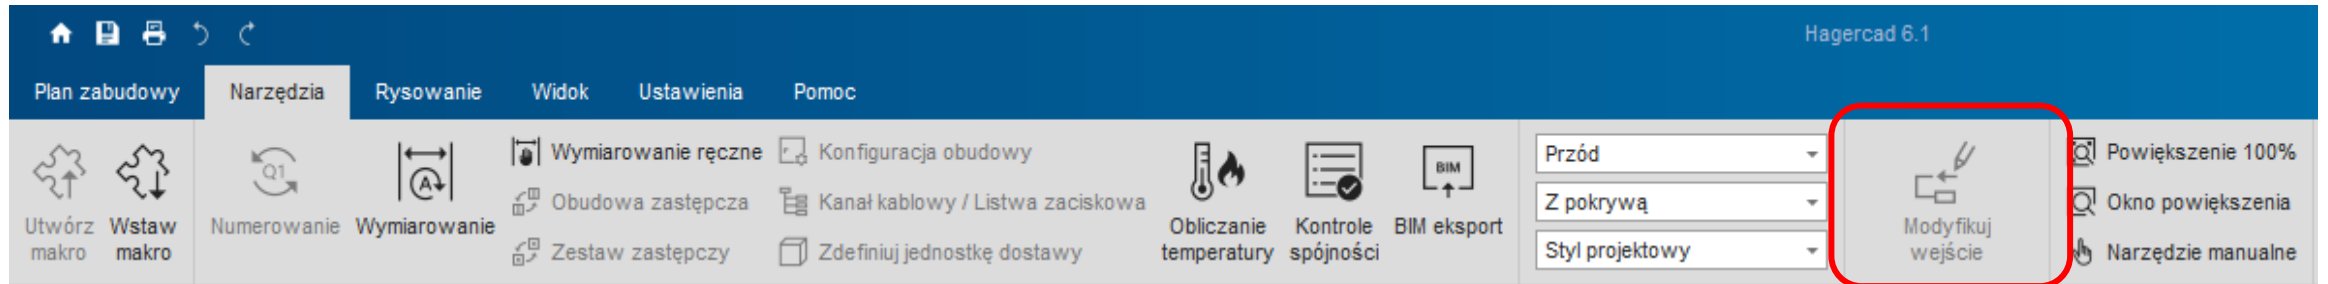 Hagercad 6.1
Plan zabudowy Narzędzia Rysowanie Widok Ustawienia Pomoc
Utwórz
makro
Wstaw
makro
Q1
Numerowanie
A
Wymiarowanie
Wymiarowanie ręczne
Obudowa zastępcza
Zestaw zastępczy
Konfiguracja obudowy
Kanał kablowy / Listwa zaciskowa
Zdefiniuj jednostkę dostawy
Obliczanie
temperatury
Kontrole
spójności
BIM
BIM eksport
Przód
Z pokrywą
Styl projektowy
Modyfikuj
wejście
Powiększenie 100%
Okno powiększenia
Narzędzie manualne